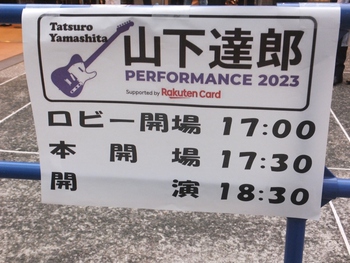 Tatsuro
Yamashita
山下達郎
PERFORMANCE 2023
Supported by Rakuten Card
ロビー開場 17:00
本開場 17:30
開演 18:30